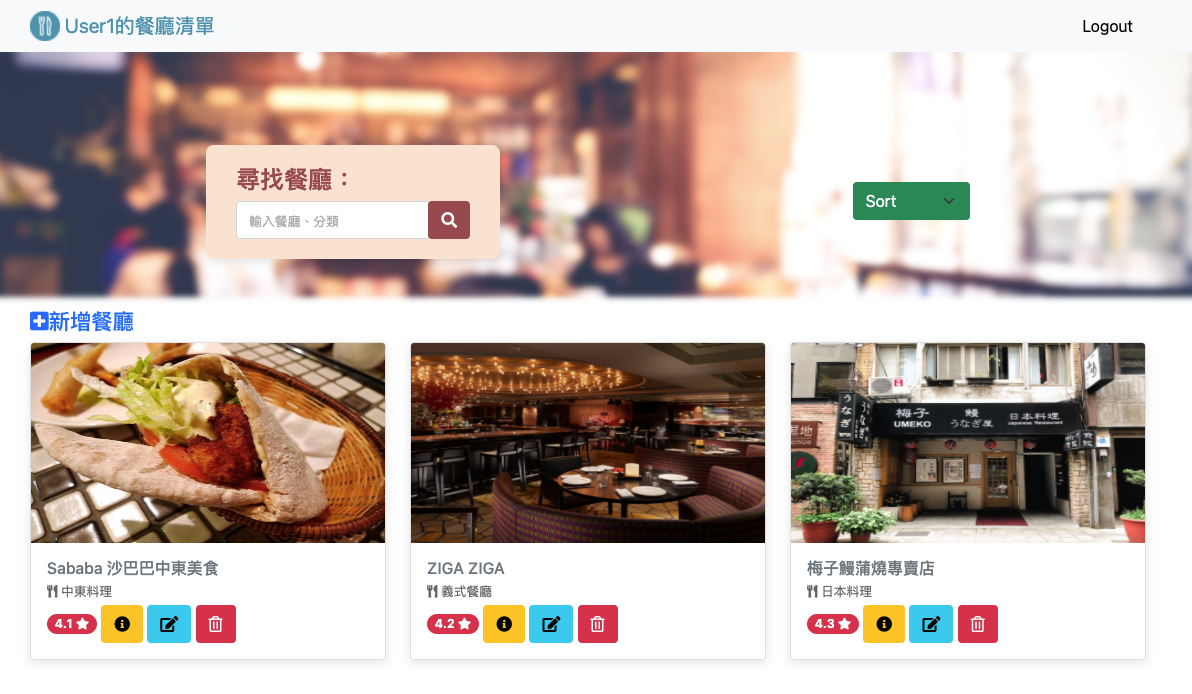 User1的餐廳清單
Logout
尋找餐廳：
輸入餐廳、分類
Sort
新增餐廳
梅子
UMEKO
鰻
うなぎ屋
日本料理
Japanese Restaurant
うなぎ
Sababa 沙巴巴中東美食
中東料理
4.1
ZIGA ZIGA
義式餐廳
4.2
梅子鰻蒲燒專賣店
日本料理
4.3